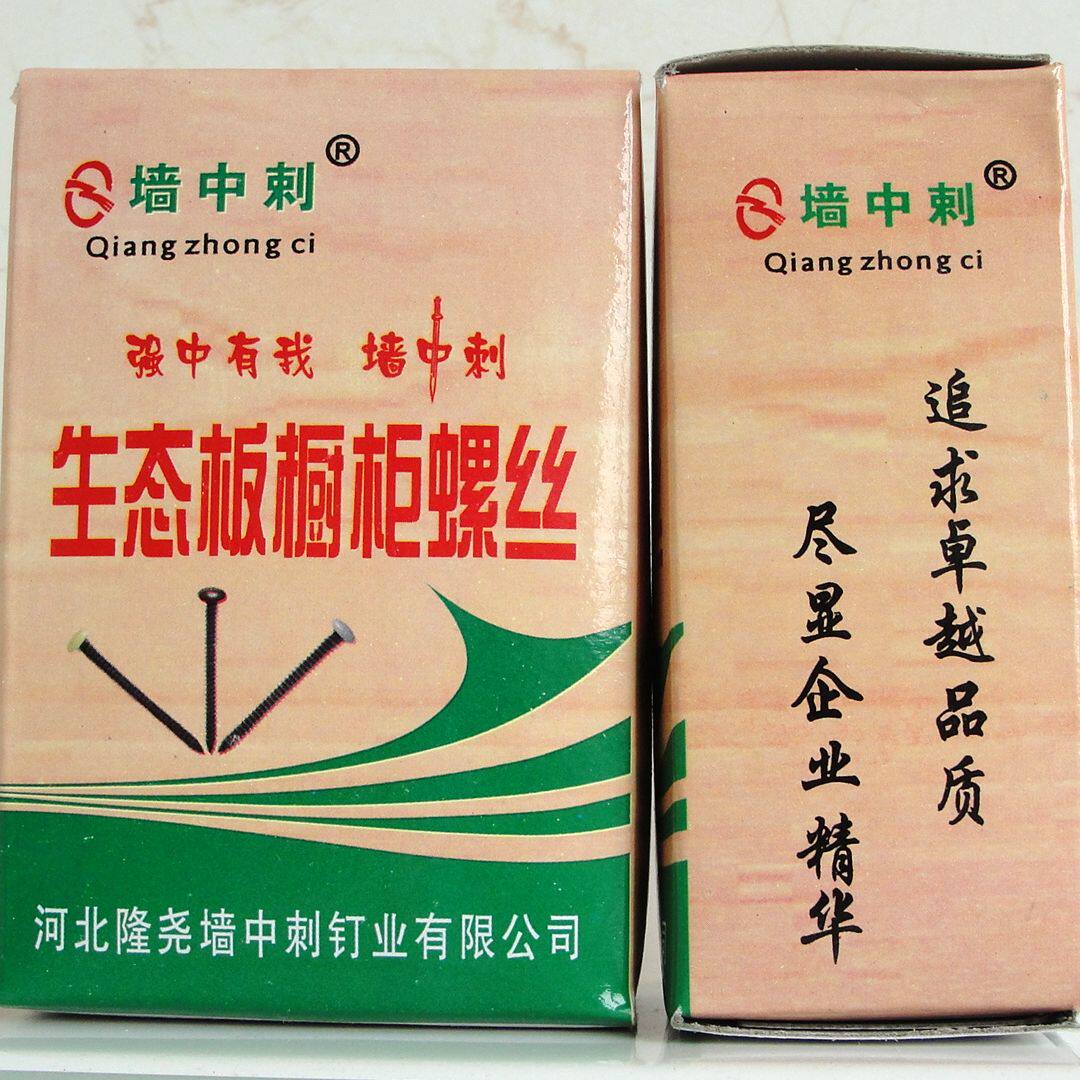 墙中刺®
Qiang zhong ci
强中有我 墙中刺
生态板橱柜螺丝
河北隆尧墙中刺钉业有限公司
墙中刺®
Qiang zhong ci
追求卓越品质
尽显企业精华